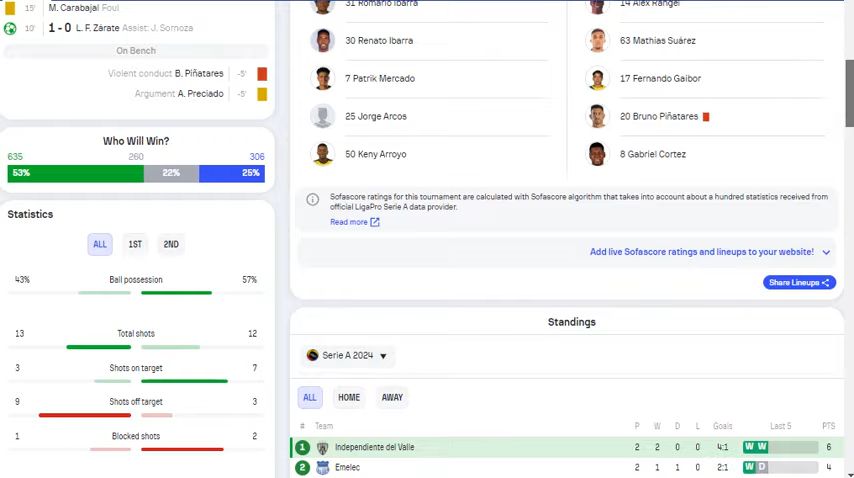 15' M. Carabajal Foul
10' 1 - 0 L. F. Zárate Assist: J. Sornoza
On Bench
Violent conduct B. Piñatares -5'
Argument A. Preciado -5'
Who Will Win?
635 260 306
53% 22% 25%
Statistics
ALL 1ST 2ND
43% Ball possession 57%
13 Total shots 12
3 Shots on target 7
9 Shots off target 3
1 Blocked shots 2
31 Romario Ibarra
30 Renato Ibarra
7 Patrik Mercado
25 Jorge Arcos
50 Keny Arroyo
14 Alex Rangel
63 Mathías Suárez
17 Fernando Gaibor
20 Bruno Piñatares
8 Gabriel Cortez
Sofascore ratings for this tournament are calculated with Sofascore algorithm that takes into account about a hundred statistics received from
official LigaPro Serie A data provider.
Read more
Add live Sofascore ratings and lineups to your website!
Share Lineups
Standings
Serie A 2024
ALL HOME AWAY
# Team P W D L Goals Last 5 PTS
1 Independiente del Valle 2 2 0 0 4:1 W W 6
2 Emelec 2 1 1 0 2:1 W D 4